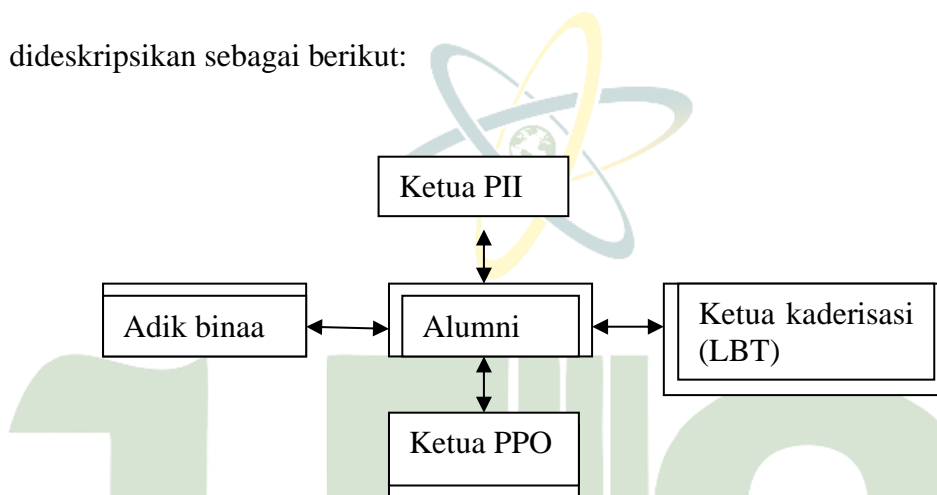 dideskripsikan sebagai berikut:
Ketua PII
Adik binaa
Alumni
Ketua kaderisasi
(LBT)
Ketua PPO